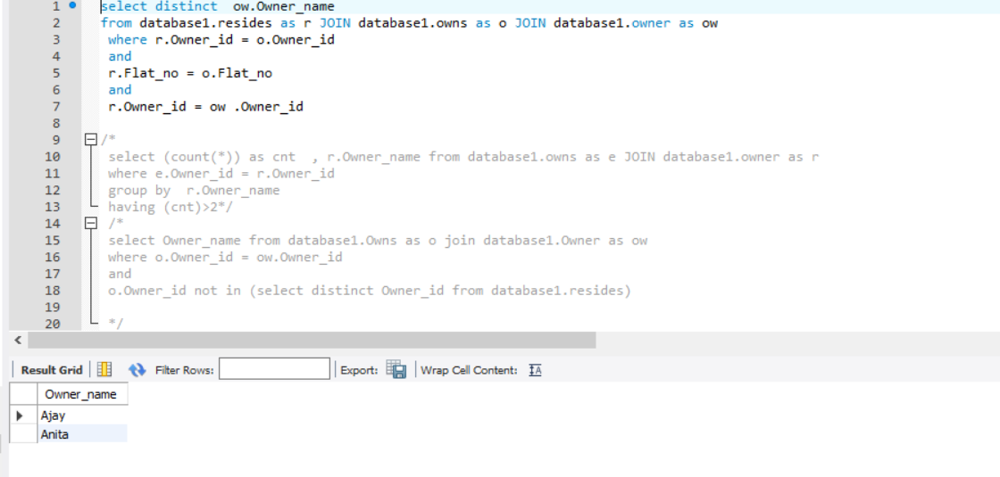 1 select distinct  ow.Owner_name
2 from database1.resides as r JOIN database1.owns as o JOIN database1.owner as ow
3 where r.Owner_id = o.Owner_id
4 and
5 r.Flat_no = o.Flat_no
6 and
7 r.Owner_id = ow .Owner_id
8
9 /*
10 select (count(*)) as cnt  , r.Owner_name from database1.owns as e JOIN database1.owner as r
11 where e.Owner_id = r.Owner_id
12 group by  r.Owner_name
13 having (cnt)>2*/
14 /*
15 select Owner_name from database1.Owns as o join database1.Owner as ow
16 where o.Owner_id = ow.Owner_id
17 and
18 o.Owner_id not in (select distinct Owner_id from database1.resides)
19
20 */
Result Grid Filter Rows: Export: Wrap Cell Content: IA
Owner_name
Ajay
Anita